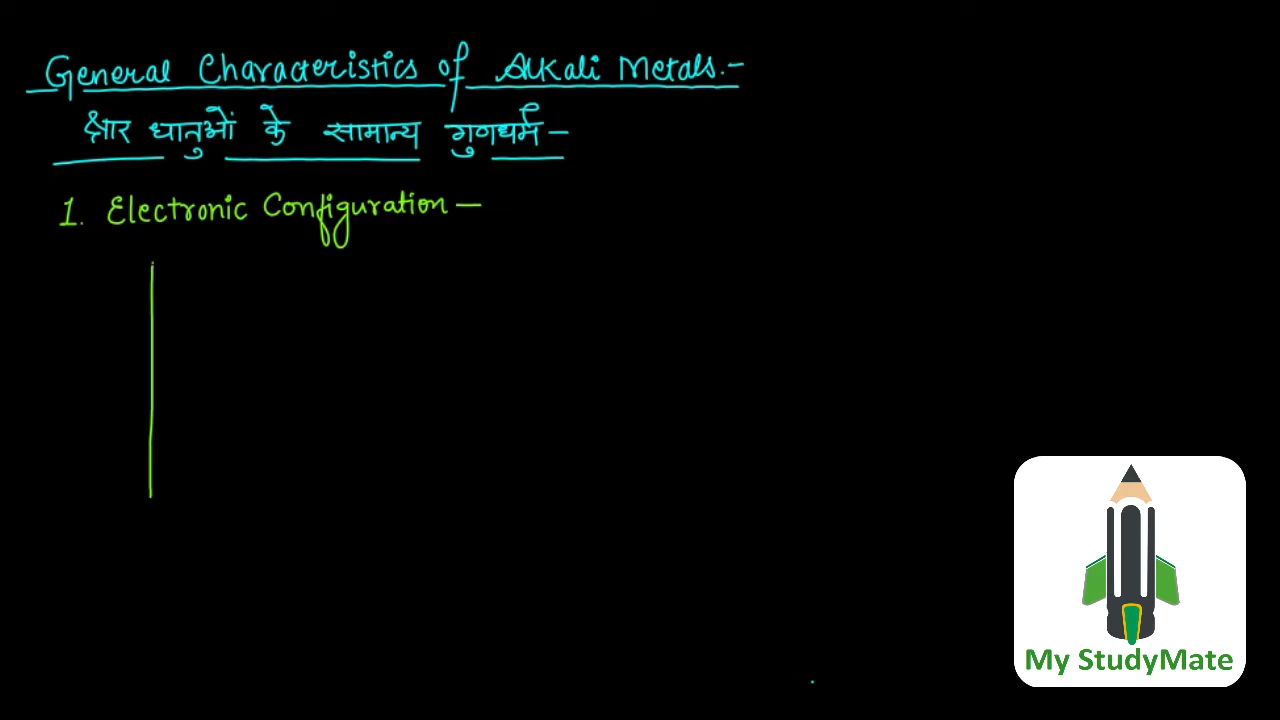 General Characteristics of Alkali Metals.-
क्षार धातुओं के सामान्य गुणधर्म-
1. Electronic Configuration-
My StudyMate